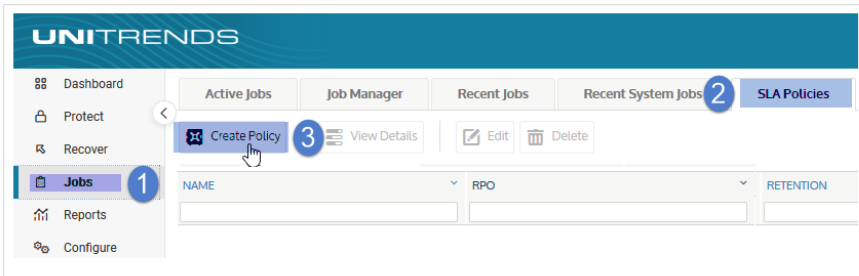 UNITRENDS
Dashboard
Protect
Recover
Jobs 1
Reports
Configure
Active Jobs Job Manager Recent Jobs Recent System Jobs 2 SLA Policies
Create Policy 3 View Details Edit Delete
NAME RPO RETENTION